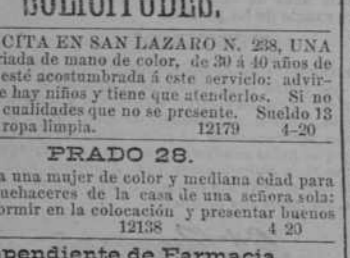 SOLICITUDES.
CITA EN SAN LAZARO N. 238, UNA
riada de mano de color, de 30 á 40 años de
esté acostumbrada á este servicio: advir-
e hay niños y tiene que atenderlos. Si no
cualidades que no se presente. Sueldo 13
ropa limpia. 12179 4-20
PRADO 28.
a una mujer de color y mediana edad para
uehaceres de la casa de una señora sola:
ormir en la colocación y presentar buenos
12138 4 20
pendiente de Farmacia